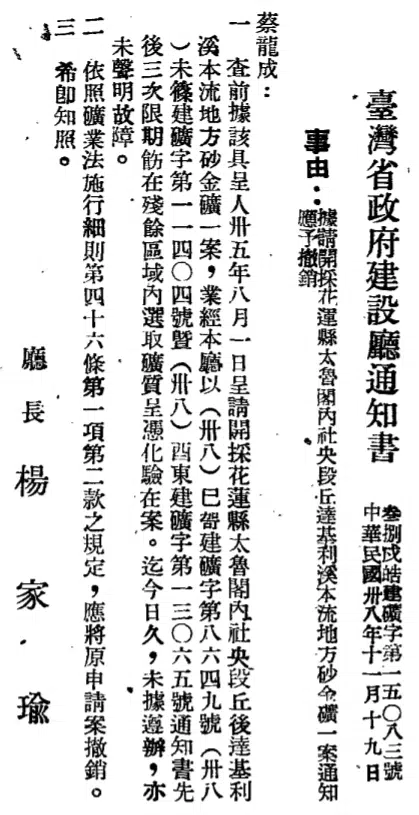 臺灣省政府建設廳通知書
叁捌戌皓建礦字第一五〇八三號
中華民國卅八年十一月十九日
事由：據請開採花蓮縣太魯閣內社央段丘達基利溪本流地方砂金礦一案通知
應予撤銷
蔡龍成：
一　查前據該具呈人卅五年八月一日呈請開採花蓮縣太魯閣內社央段丘後達基利
溪本流地方砂金礦一案，業經本廳以（卅八）巳哿建礦字第八六四九號（卅八
）未篠建礦字第一一四〇四號暨（卅八）酉東建礦字第一三〇六五號通知書先
後三次限期飭在殘餘區域內選取礦質呈憑化驗在案。迄今日久，未據遵辦，亦
未聲明故障。
二　依照礦業法施行細則第四十六條第一項第二款之規定，應將原申請案撤銷。
三　希卽知照。
廳長　楊家瑜